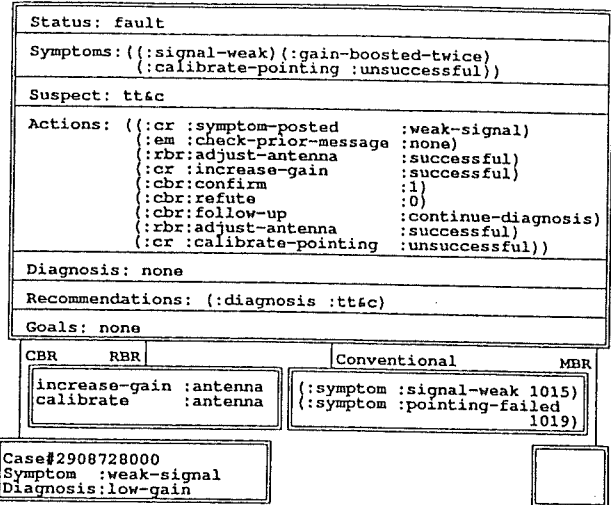 Status: fault
Symptoms: ((:signal-weak)(:gain-boosted-twice)
(:calibrate-pointing :unsuccessful))
Suspect: tt&c
Actions: ((:cr :symptom-posted :weak-signal)
(:em :check-prior-message :none)
(:rbr:adjust-antenna :successful)
(:cr :increase-gain :successful)
(:cbr:confirm :1)
(:cbr:refute :0)
(:cbr:follow-up :continue-diagnosis)
(:rbr:adjust-antenna :successful)
(:cr :calibrate-pointing :unsuccessful))
Diagnosis: none
Recommendations: (:diagnosis :tt&c)
Goals: none
CBR RBR Conventional MBR
increase-gain :antenna
calibrate :antenna
(:symptom :signal-weak 1015)
(:symptom :pointing-failed
1019)
Case#2908728000
Symptom :weak-signal
Diagnosis:low-gain